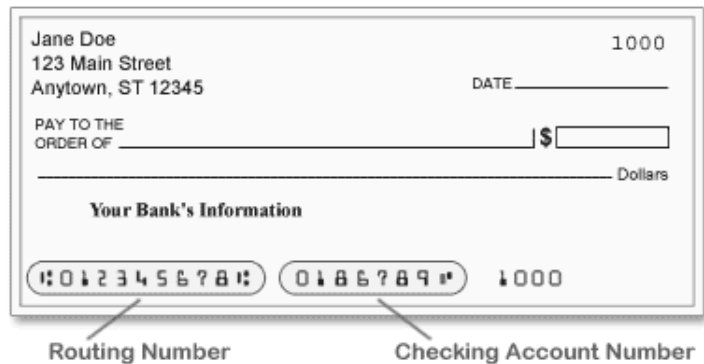 Jane Doe
1000
123 Main Street
Anytown, ST 12345
DATE
PAY TO THE
ORDER OF
$
Dollars
Your Bank's Information
⑆012345678⑆ 0186789⑈ 1000
Routing Number
Checking Account Number